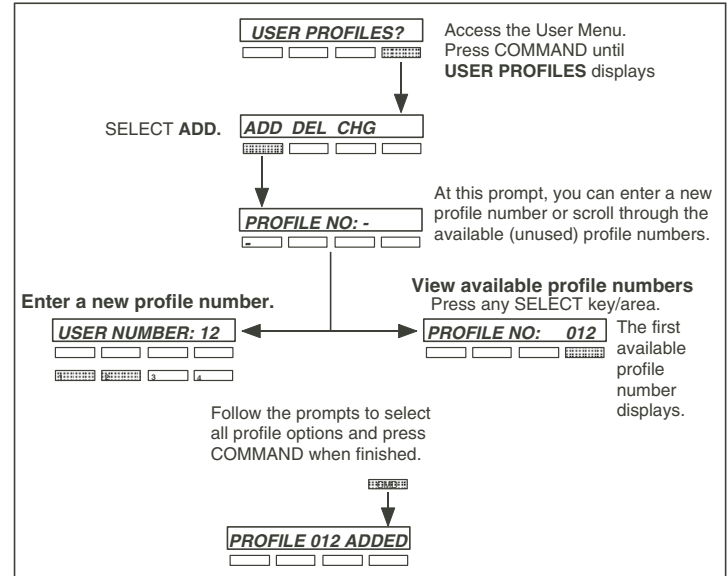 USER PROFILES?
Access the User Menu.
Press COMMAND until
USER PROFILES displays
SELECT ADD.
ADD DEL CHG
PROFILE NO: -
-
At this prompt, you can enter a new
profile number or scroll through the
available (unused) profile numbers.
Enter a new profile number.
USER NUMBER: 12
1 2 3 4
View available profile numbers
Press any SELECT key/area.
PROFILE NO: 012
The first
available
profile
number
displays.
Follow the prompts to select
all profile options and press
COMMAND when finished.
CMD
PROFILE 012 ADDED